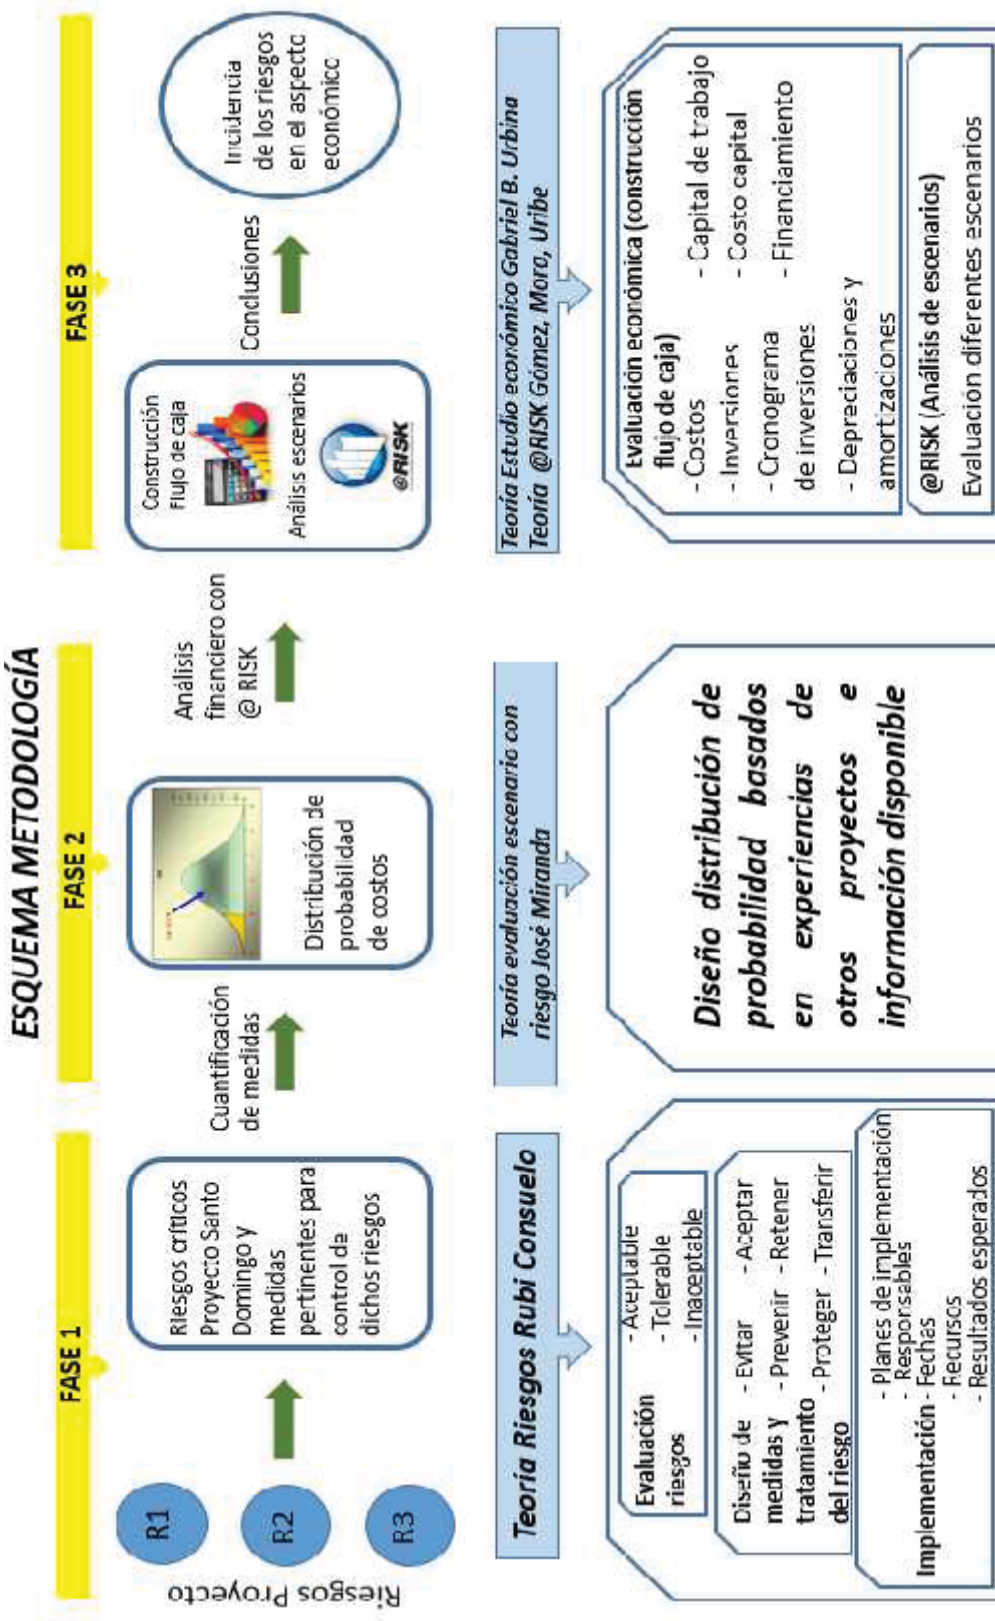 ESQUEMA METODOLOGÍA
FASE 1
FASE 2
FASE 3
Riesgos Proyecto
R1
R2
R3
Riesgos críticos
Proyecto Santo
Domingo y
medidas
pertinentes para
control de
dichos riesgos
Cuantificación
de medidas
Distribución de
probabilidad
de costos
Análisis
financiero con
@ RISK
Construcción
Flujo de caja
Análisis escenarios
@RISK
Conclusiones
Incidencia
de los riesgos
en el aspecto
económico
Teoría Riesgos Rubi Consuelo
Teoría evaluación escenario con
riesgo José Miranda
Teoría Estudio económico Gabriel B. Urbina
Teoría @RISK Gómez, Mora, Uribe
Evaluación
riesgos
- Aceptable
- Tolerable
- Inaceptable
Diseño de
medidas y
tratamiento
del riesgo
- Evitar - Aceptar
- Prevenir - Retener
- Proteger - Transferir
Implementación
- Planes de implementación
- Responsables
- Fechas
- Recursos
- Resultados esperados
Diseño distribución de
probabilidad basados
en experiencias de
otros proyectos e
información disponible
Evaluación económica (construcción
flujo de caja)
- Costos
- Inversiones
- Cronograma
de inversiones
- Depreciaciones y
amortizaciones
- Capital de trabajo
- Costo capital
- Financiamiento
@RISK (Análisis de escenarios)
Evaluación diferentes escenarios